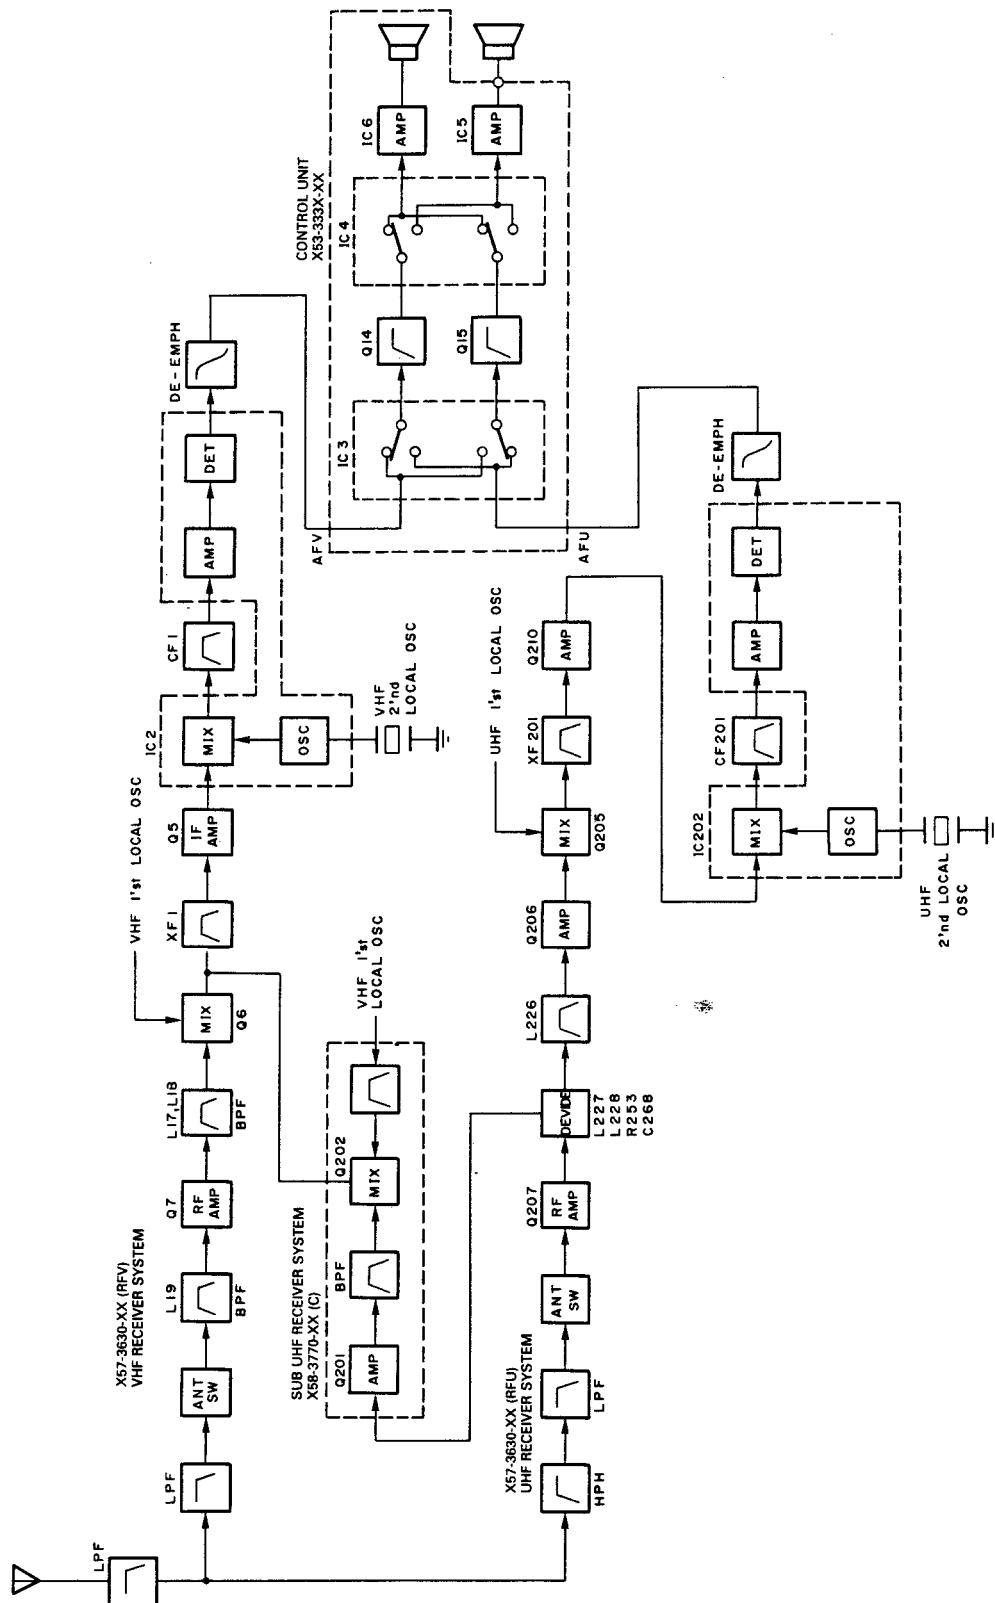 LPF
LPF
ANT
SW
X57-3630-XX (RFV)
VHF RECEIVER SYSTEM
L19
BPF
Q7
RF
AMP
L17,L18
BPF
VHF 1'st LOCAL OSC
MIX
Q6
XF1
Q5
IF
AMP
IC2
MIX
OSC
VHF
2'nd
LOCAL OSC
CF1
AMP
DET
DE-EMPH
SUB UHF RECEIVER SYSTEM
X58-3770-XX (C)
Q201
AMP
BPF
Q202
MIX
VHF 1'st
LOCAL OSC
X57-3630-XX (RFU)
UHF RECEIVER SYSTEM
HPH
LPF
ANT
SW
Q207
RF
AMP
DEVIDE
L227
L228
R253
C268
L226
Q206
AMP
UHF 1'st LOCAL OSC
MIX
Q205
XF201
Q210
AMP
IC202
MIX
OSC
UHF
2'nd LOCAL
OSC
CF201
AMP
DET
DE-EMPH
AFV
AFU
CONTROL UNIT
X53-333X-XX
IC3
Q14
Q15
IC4
IC6
AMP
IC5
AMP